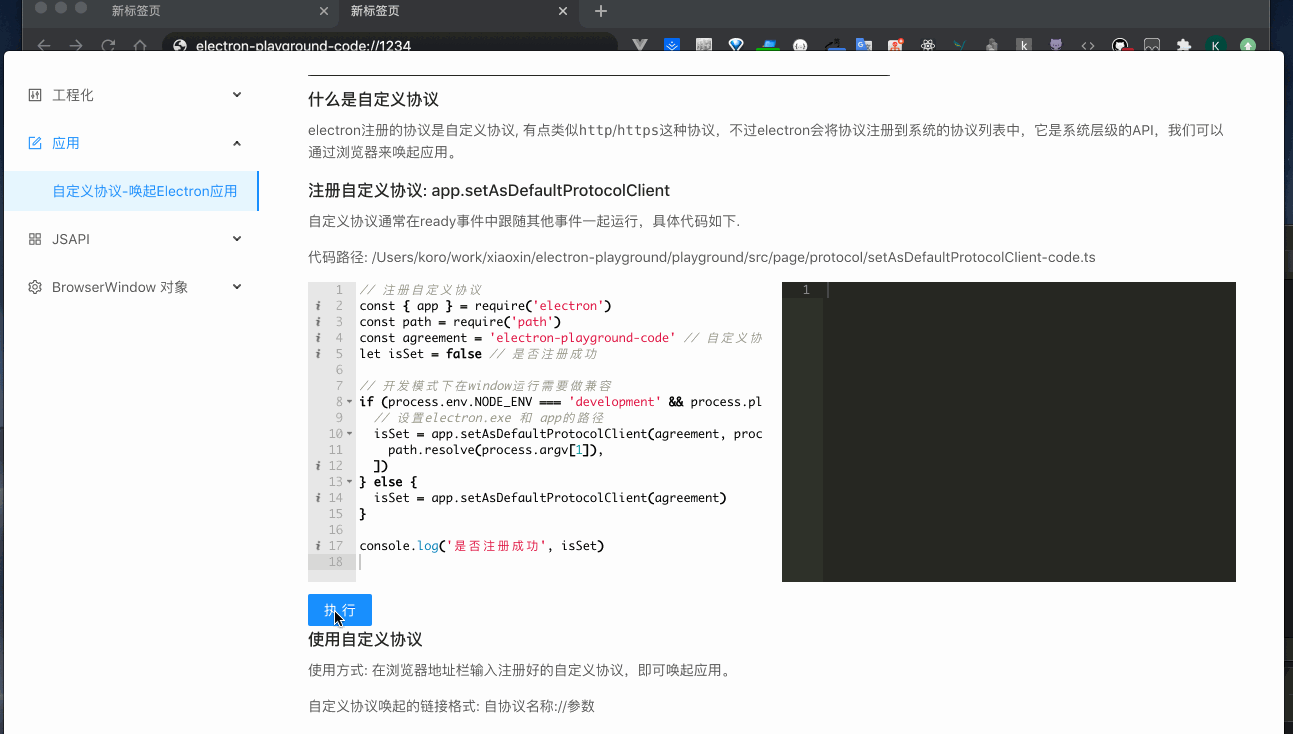 新标签页
新标签页
electron-playground-code://1234
工程化
应用
自定义协议-唤起Electron应用
JSAPI
BrowserWindow 对象
什么是自定义协议
electron注册的协议是自定义协议, 有点类似http/https这种协议，不过electron会将协议注册到系统的协议列表中，它是系统层级的API，我们可以
通过浏览器来唤起应用。
注册自定义协议: app.setAsDefaultProtocolClient
自定义协议通常在ready事件中跟随其他事件一起运行，具体代码如下.
代码路径: /Users/koro/work/xiaoxin/electron-playground/playground/src/page/protocol/setAsDefaultProtocolClient-code.ts
1 // 注册自定义协议
2 const { app } = require('electron')
3 const path = require('path')
4 const agreement = 'electron-playground-code' // 自定义协
5 let isSet = false // 是否注册成功
6
7 // 开发模式下在window运行需要做兼容
8 if (process.env.NODE_ENV === 'development' && process.pl
9 // 设置electron.exe 和 app的路径
10 isSet = app.setAsDefaultProtocolClient(agreement, proc
11 path.resolve(process.argv[1]),
12 ])
13 } else {
14 isSet = app.setAsDefaultProtocolClient(agreement)
15 }
16
17 console.log('是否注册成功', isSet)
18
1
执 行
使用自定义协议
使用方式: 在浏览器地址栏输入注册好的自定义协议，即可唤起应用。
自定义协议唤起的链接格式: 自协议名称://参数